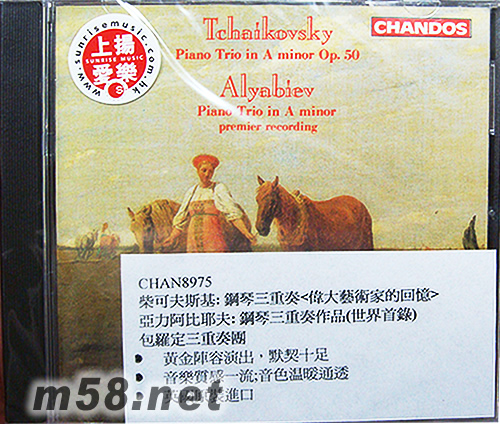 Tchaikovsky
CHANDOS
Piano Trio in A minor Op. 50
Alyabiev
Piano Trio in A minor
premier recording
www.sunrisemusic.com.hk
上揚
SUNRISE MUSIC
愛樂
CHAN8975
柴可夫斯基: 鋼琴三重奏<偉大藝術家的回憶>
亞力阿比耶夫: 鋼琴三重奏作品(世界首錄)
包羅定三重奏團
• 黃金陣容演出，默契十足
• 音樂質感一流;音色温暖通透
• 裝進口
m58.net